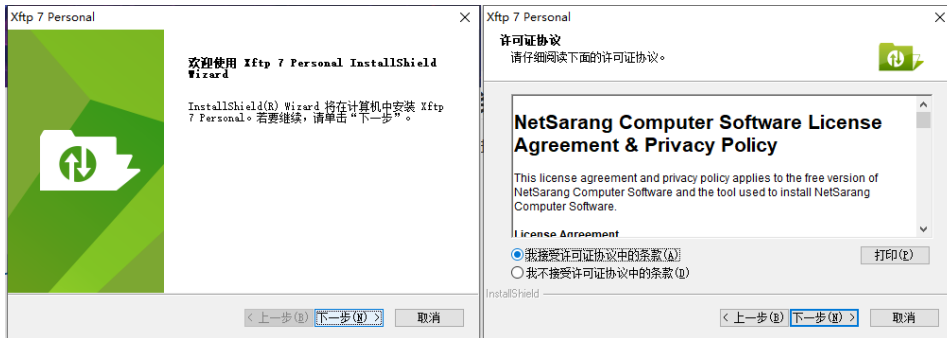 Xftp 7 Personal
欢迎使用 Xftp 7 Personal InstallShield
Wizard
InstallShield(R) Wizard 将在计算机中安装 Xftp
7 Personal。若要继续，请单击“下一步”。
< 上一步(B)
下一步(N) >
取消
Xftp 7 Personal
许可证协议
请仔细阅读下面的许可证协议。
NetSarang Computer Software License
Agreement & Privacy Policy
This license agreement and privacy policy applies to the free version of
NetSarang Computer Software and the tool used to install NetSarang
Computer Software.
License Agreement
我接受许可证协议中的条款(A)
打印(P)
我不接受许可证协议中的条款(D)
InstallShield
< 上一步(B)
下一步(N) >
取消